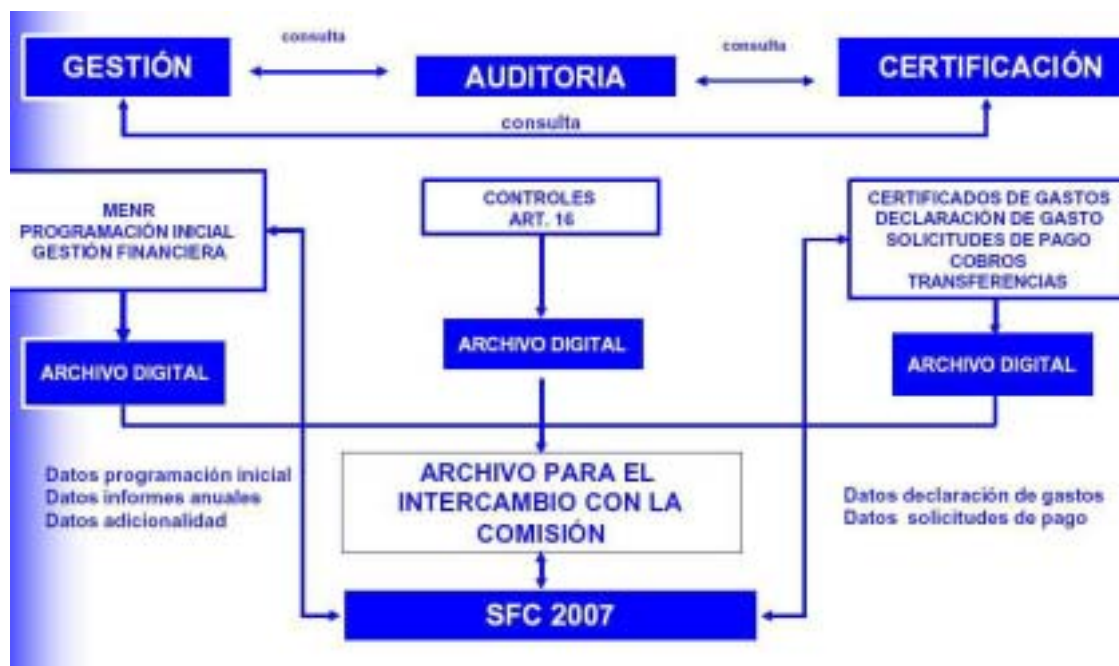 consulta
consulta
GESTIÓN
AUDITORIA
CERTIFICACIÓN
consulta
MENR
PROGRAMACIÓN INICIAL
GESTIÓN FINANCIERA
CONTROLES
ART. 16
CERTIFICADOS DE GASTOS
DECLARACIÓN DE GASTO
SOLICITUDES DE PAGO
COBROS
TRANSFERENCIAS
ARCHIVO DIGITAL
ARCHIVO DIGITAL
ARCHIVO DIGITAL
Datos programación inicial
Datos informes anuales
Datos adicionalidad
ARCHIVO PARA EL
INTERCAMBIO CON LA
COMISIÓN
Datos declaración de gastos
Datos solicitudes de pago
SFC 2007